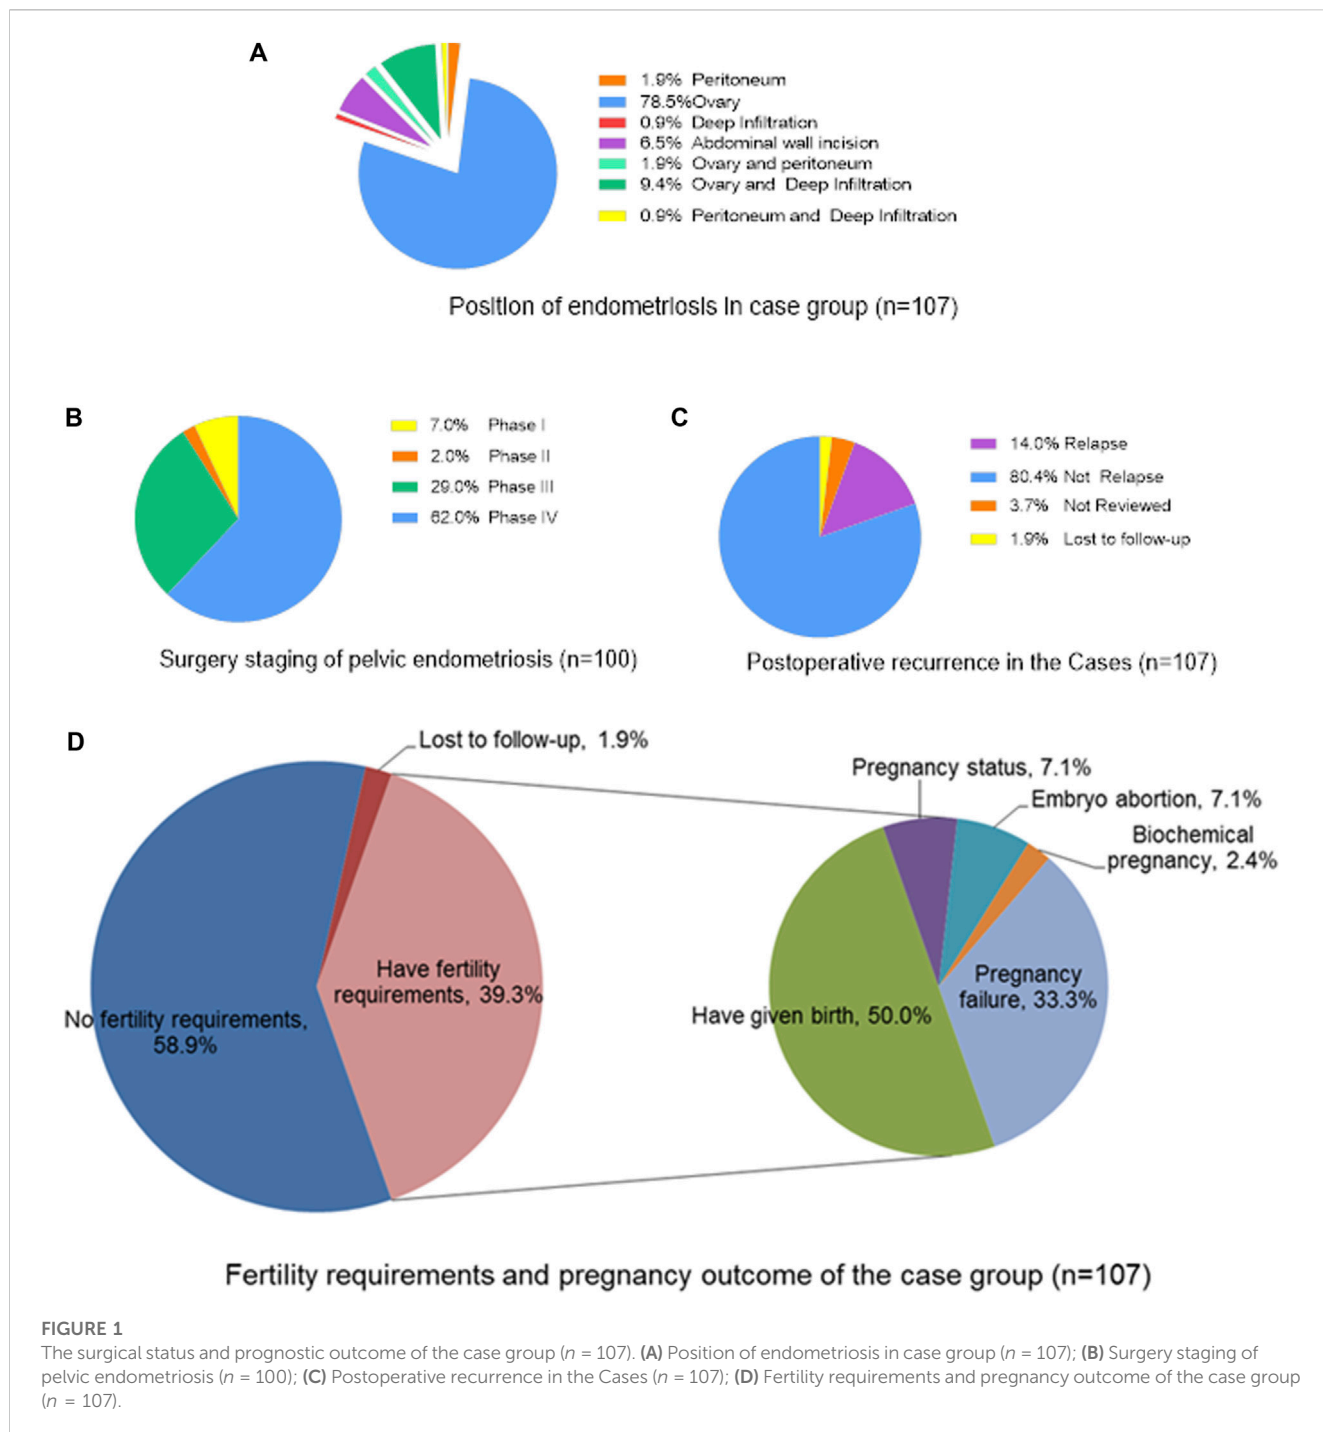 A
1.9% Peritoneum
78.5%Ovary
0.9% Deep Infiltration
6.5% Abdominal wall incision
1.9% Ovary and peritoneum
9.4% Ovary and Deep Infiltration
0.9% Peritoneum and Deep Infiltration
Position of endometriosis in case group (n=107)
B
7.0% Phase I
2.0% Phase II
29.0% Phase III
62.0% Phase IV
Surgery staging of pelvic endometriosis (n=100)
C
14.0% Relapse
80.4% Not Relapse
3.7% Not Reviewed
1.9% Lost to follow-up
Postoperative recurrence in the Cases (n=107)
D
Lost to follow-up, 1.9%
Have fertility
requirements, 39.3%
No fertility requirements,
58.9%
Pregnancy status, 7.1%
Embryo abortion, 7.1%
Biochemical
pregnancy, 2.4%
Pregnancy
failure, 33.3%
Have given birth, 50.0%
Fertility requirements and pregnancy outcome of the case group (n=107)
FIGURE 1
The surgical status and prognostic outcome of the case group (n = 107). (A) Position of endometriosis in case group (n = 107); (B) Surgery staging of
pelvic endometriosis (n = 100); (C) Postoperative recurrence in the Cases (n = 107); (D) Fertility requirements and pregnancy outcome of the case group
(n = 107).